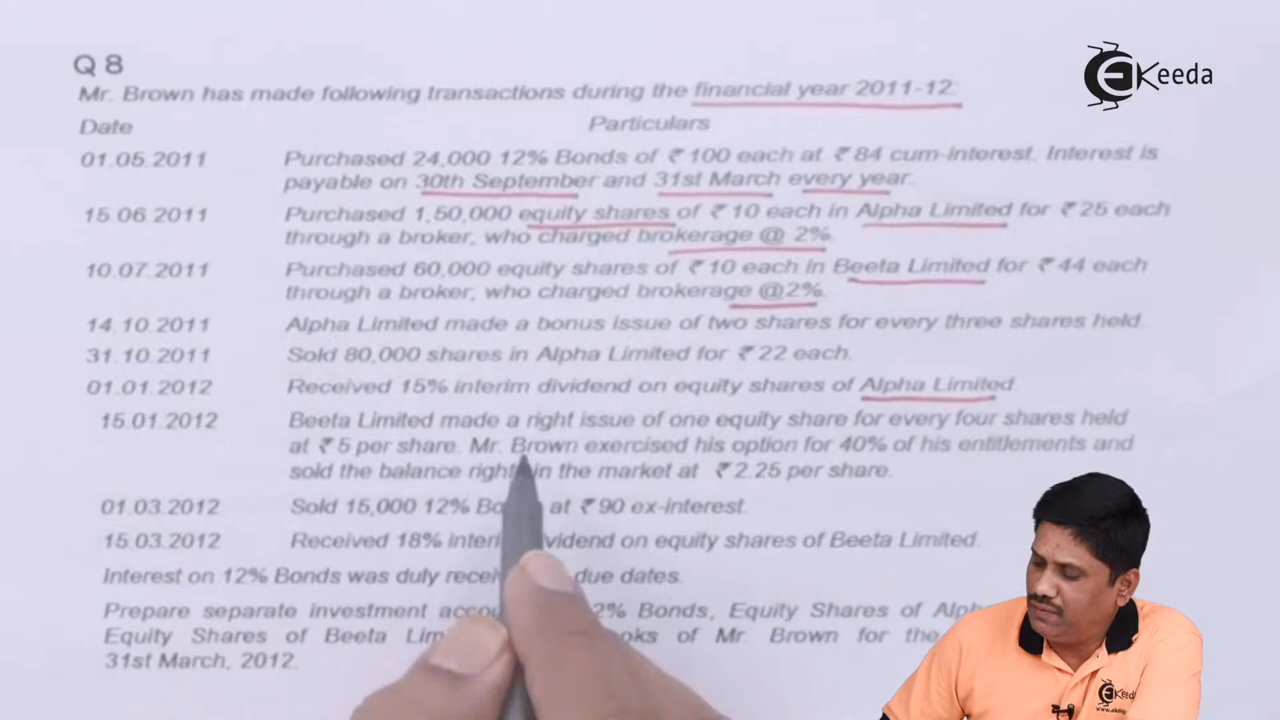 Keeda
Q 8
Mr. Brown has made following transactions during the financial year 2011-12:
Date Particulars
01.05.2011 Purchased 24,000 12% Bonds of ₹ 100 each at ₹ 84 cum-interest. Interest is
payable on 30th September and 31st March every year.
15.06.2011 Purchased 1,50,000 equity shares of ₹ 10 each in Alpha Limited for ₹ 25 each
through a broker, who charged brokerage @ 2%.
10.07.2011 Purchased 60,000 equity shares of ₹ 10 each in Beeta Limited for ₹ 44 each
through a broker, who charged brokerage @2%.
14.10.2011 Alpha Limited made a bonus issue of two shares for every three shares held.
31.10.2011 Sold 80,000 shares in Alpha Limited for ₹ 22 each.
01.01.2012 Received 15% interim dividend on equity shares of Alpha Limited.
15.01.2012 Beeta Limited made a right issue of one equity share for every four shares held
at ₹ 5 per share. Mr. Brown exercised his option for 40% of his entitlements and
sold the balance rights in the market at ₹ 2.25 per share.
01.03.2012 Sold 15,000 12% at ₹ 90 ex-interest.
15.03.2012 Received 18% on equity shares of Beeta Limited.
Interest on 12% Bonds was duly due dates.
Prepare separate investment 2% Bonds, Equity Shares of
Equity Shares of Beeta of Mr. Brown for the
31st March, 2012.
Keeda